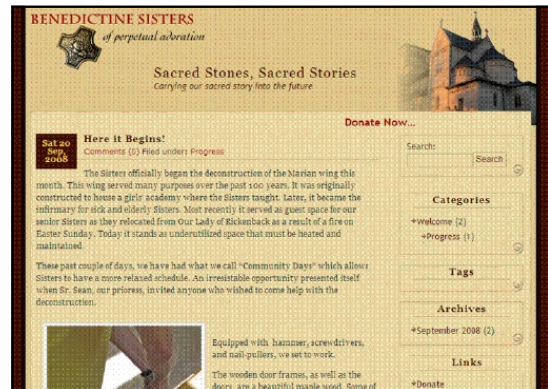 BENEDICTINE SISTERS
of perpetual adoration
Sacred Stones, Sacred Stories
Carrying our sacred story into the future
Donate Now...
Sat 20
Sep,
2008
Here it Begins!
Comments (0) Filed under: Progress
The Sisters officially began the deconstruction of the Marian wing this
month. This wing served many purposes over the past 100 years. It was originally
constructed to house a girls' academy where the Sisters taught. Later, it became the
infirmary for sick and elderly Sisters. Most recently it served as guest space for our
senior Sisters as they relocated from Our Lady of Rickenback as a result of a fire on
Easter Sunday. Today it stands as underutilized space that must be heated and
maintained.
These past couple of days, we have had what we call "Community Days" which allows
Sisters to have a more relaxed schedule. An irresistable opportunity presented itself
when Sr. Sean, our prioress, invited anyone who wished to come help with the
deconstruction.
Equipped with hammer, screwdrivers,
and nail-pullers, we set to work.
The wooden door frames, as well as the
doors, are a beautiful maple wood. Some of
Search:
Search
Categories
+Welcome (2)
+Progress (1)
Tags
Archives
+September 2008 (2)
Links
+Donate